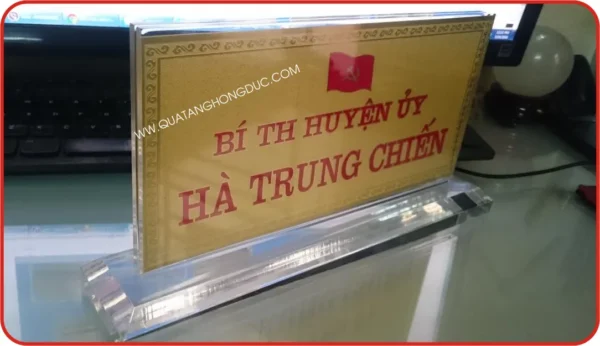 WWW.QUATANGHONGDUC.COM
BÍ TH HUYỆN ỦY
HÀ TRUNG CHIẾN